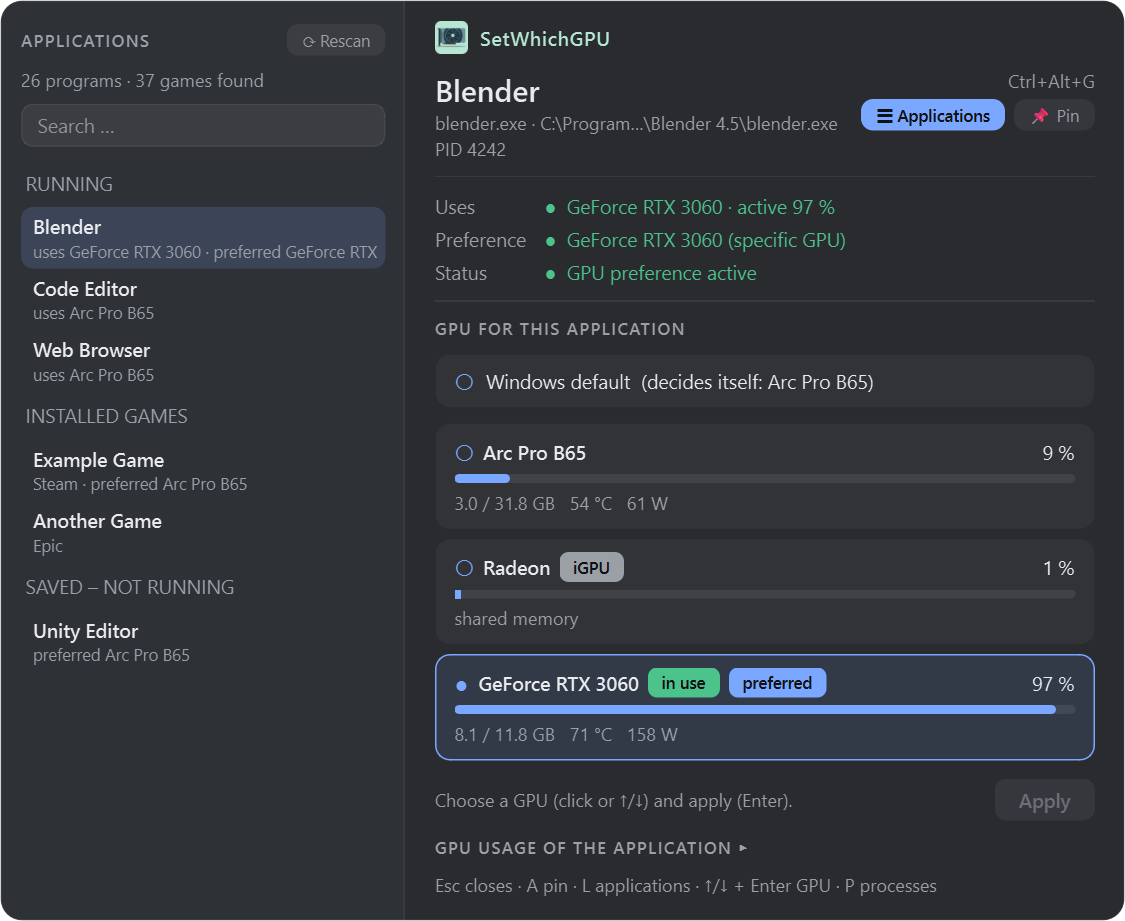 APPLICATIONS
⟳ Rescan
26 programs · 37 games found
Search ...
RUNNING
Blender
uses GeForce RTX 3060 · preferred GeForce RTX
Code Editor
uses Arc Pro B65
Web Browser
uses Arc Pro B65
INSTALLED GAMES
Example Game
Steam · preferred Arc Pro B65
Another Game
Epic
SAVED – NOT RUNNING
Unity Editor
preferred Arc Pro B65
SetWhichGPU
Blender
blender.exe · C:\Program...\Blender 4.5\blender.exe
PID 4242
Ctrl+Alt+G
☰ Applications
📌 Pin
Uses ● GeForce RTX 3060 · active 97 %
Preference ● GeForce RTX 3060 (specific GPU)
Status ● GPU preference active
GPU FOR THIS APPLICATION
Windows default (decides itself: Arc Pro B65)
Arc Pro B65 9 %
3.0 / 31.8 GB 54 °C 61 W
Radeon iGPU 1 %
shared memory
GeForce RTX 3060 in use preferred 97 %
8.1 / 11.8 GB 71 °C 158 W
Choose a GPU (click or ↑/↓) and apply (Enter).
Apply
GPU USAGE OF THE APPLICATION ▸
Esc closes · A pin · L applications · ↑/↓ + Enter GPU · P processes